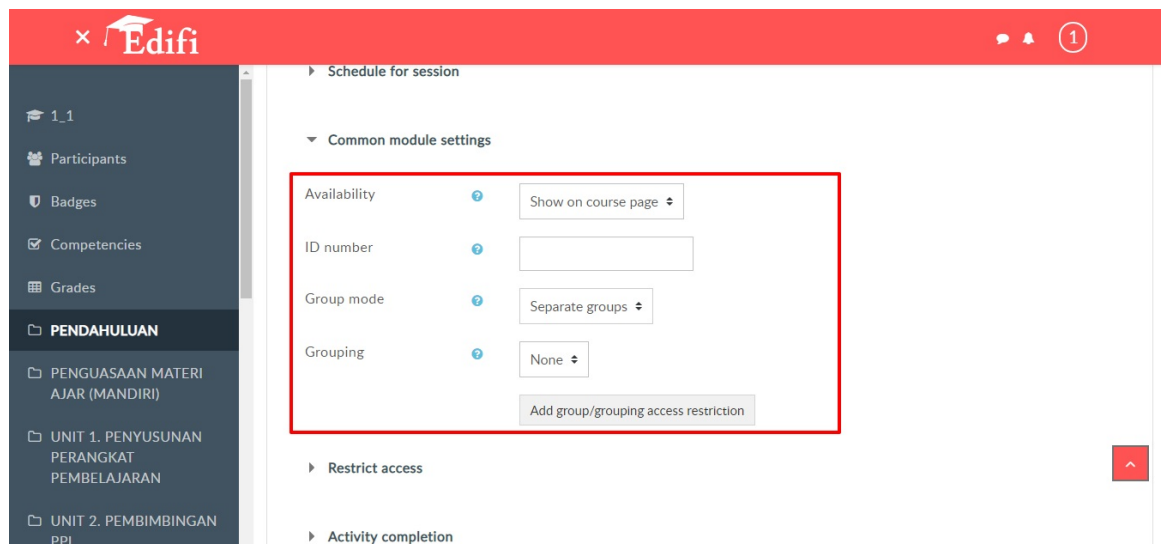 × Edifi
1
1_1
Participants
Badges
Competencies
Grades
PENDAHULUAN
PENGUASAAN MATERI
AJAR (MANDIRI)
UNIT 1. PENYUSUNAN
PERANGKAT
PEMBELAJARAN
UNIT 2. PEMBIMBINGAN
PPL
Schedule for session
Common module settings
Availability ? Show on course page
ID number ?
Group mode ? Separate groups
Grouping ? None
Add group/grouping access restriction
Restrict access
Activity completion